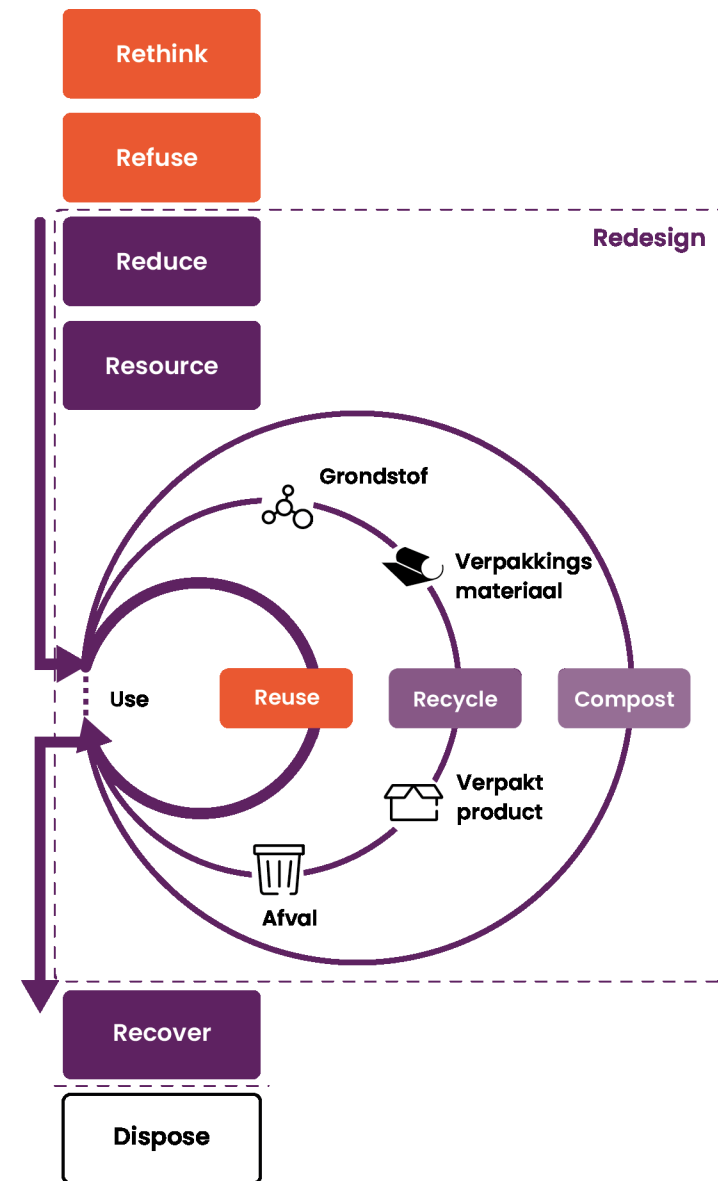 Rethink
Refuse
Redesign
Reduce
Resource
Grondstof
Verpakkings
materiaal
Use
Reuse
Recycle
Compost
Verpakt
product
Afval
Recover
Dispose